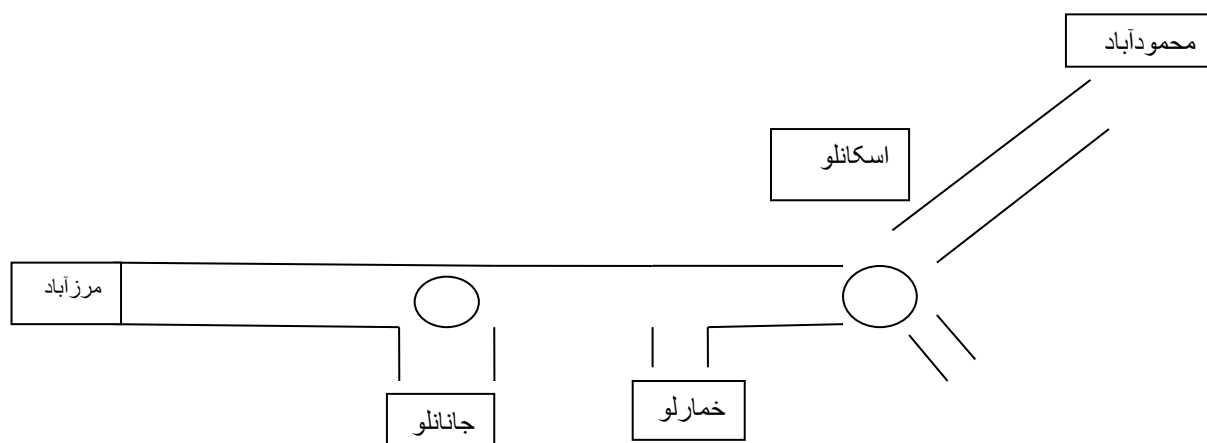 محمودآباد
اسکانلو
مرزآباد
خمارلو
جانانلو